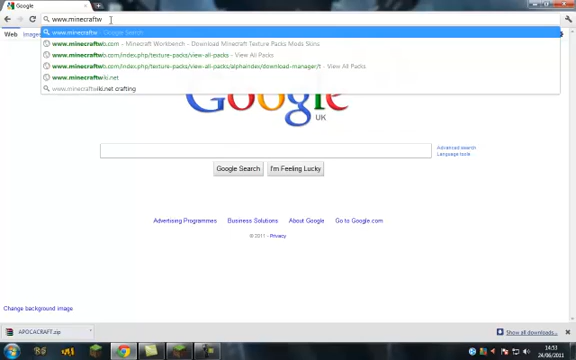 Google
www.minecraftw
www.minecraftw - Google Search
www.minecraftwb.com - Minecraft Workbench - Download Minecraft Texture Packs Mods Skins
www.minecraftwb.com/index.php/texture-packs/view-all-packs - View All Packs
www.minecraftwb.com/index.php/texture-packs/view-all-packs/alphaindex/download-manager/t - View All Packs
www.minecraftwiki.net
www.minecraftwiki.net crafting
Web Images
Google
UK
Advanced search
Language tools
Google Search I'm Feeling Lucky
Advertising Programmes Business Solutions About Google Go to Google.com
© 2011 - Privacy
Change background image
APOCACRAFT.zip
Show all downloads...
14:53
24/06/2011